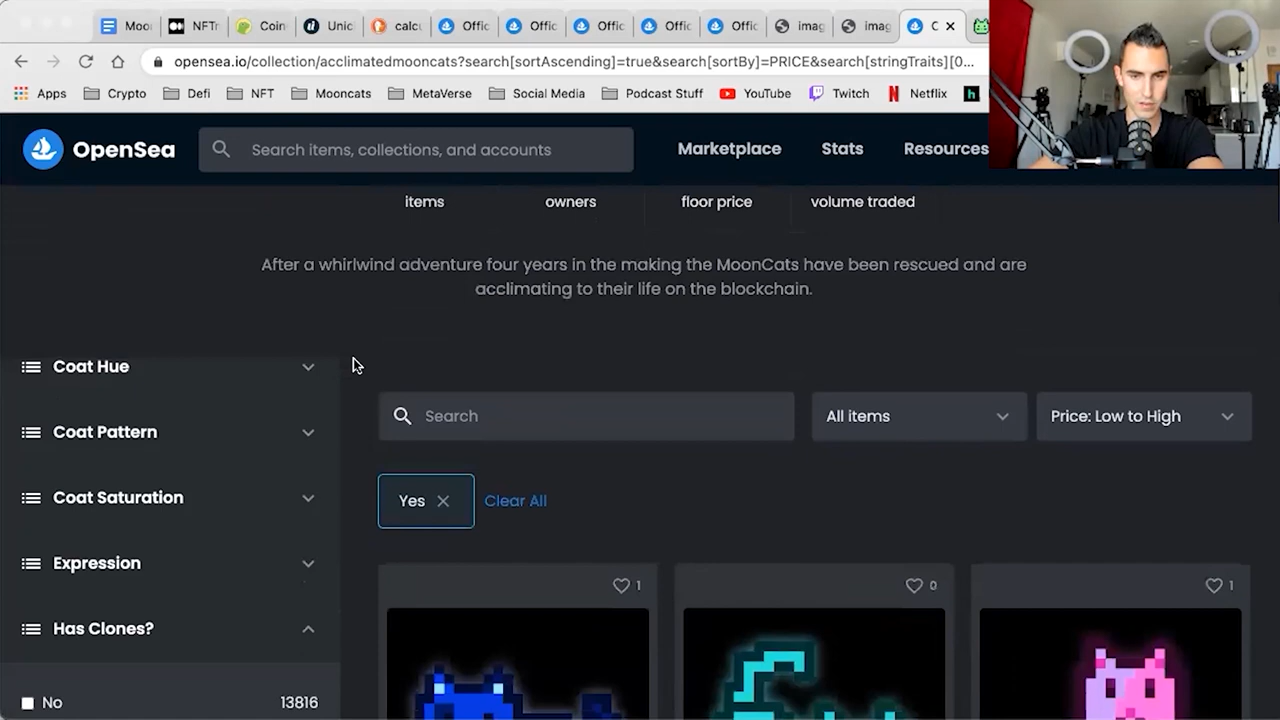 Moon
NFTr
Coin
Unic
calcu
Offic
Offic
Offic
Offic
Offic
imag
imag
opensea.io/collection/acclimatedmooncats?search[sortAscending]=true&search[sortBy]=PRICE&search[stringTraits][0...
Apps
Crypto
Defi
NFT
Mooncats
MetaVerse
Social Media
Podcast Stuff
YouTube
Twitch
Netflix
h
OpenSea
Search items, collections, and accounts
Marketplace
Stats
Resources
items
owners
floor price
volume traded
After a whirlwind adventure four years in the making the MoonCats have been rescued and are
acclimating to their life on the blockchain.
Coat Hue
Coat Pattern
Coat Saturation
Expression
Has Clones?
No 13816
Search
All items
Price: Low to High
Yes
Clear All
1
0
1